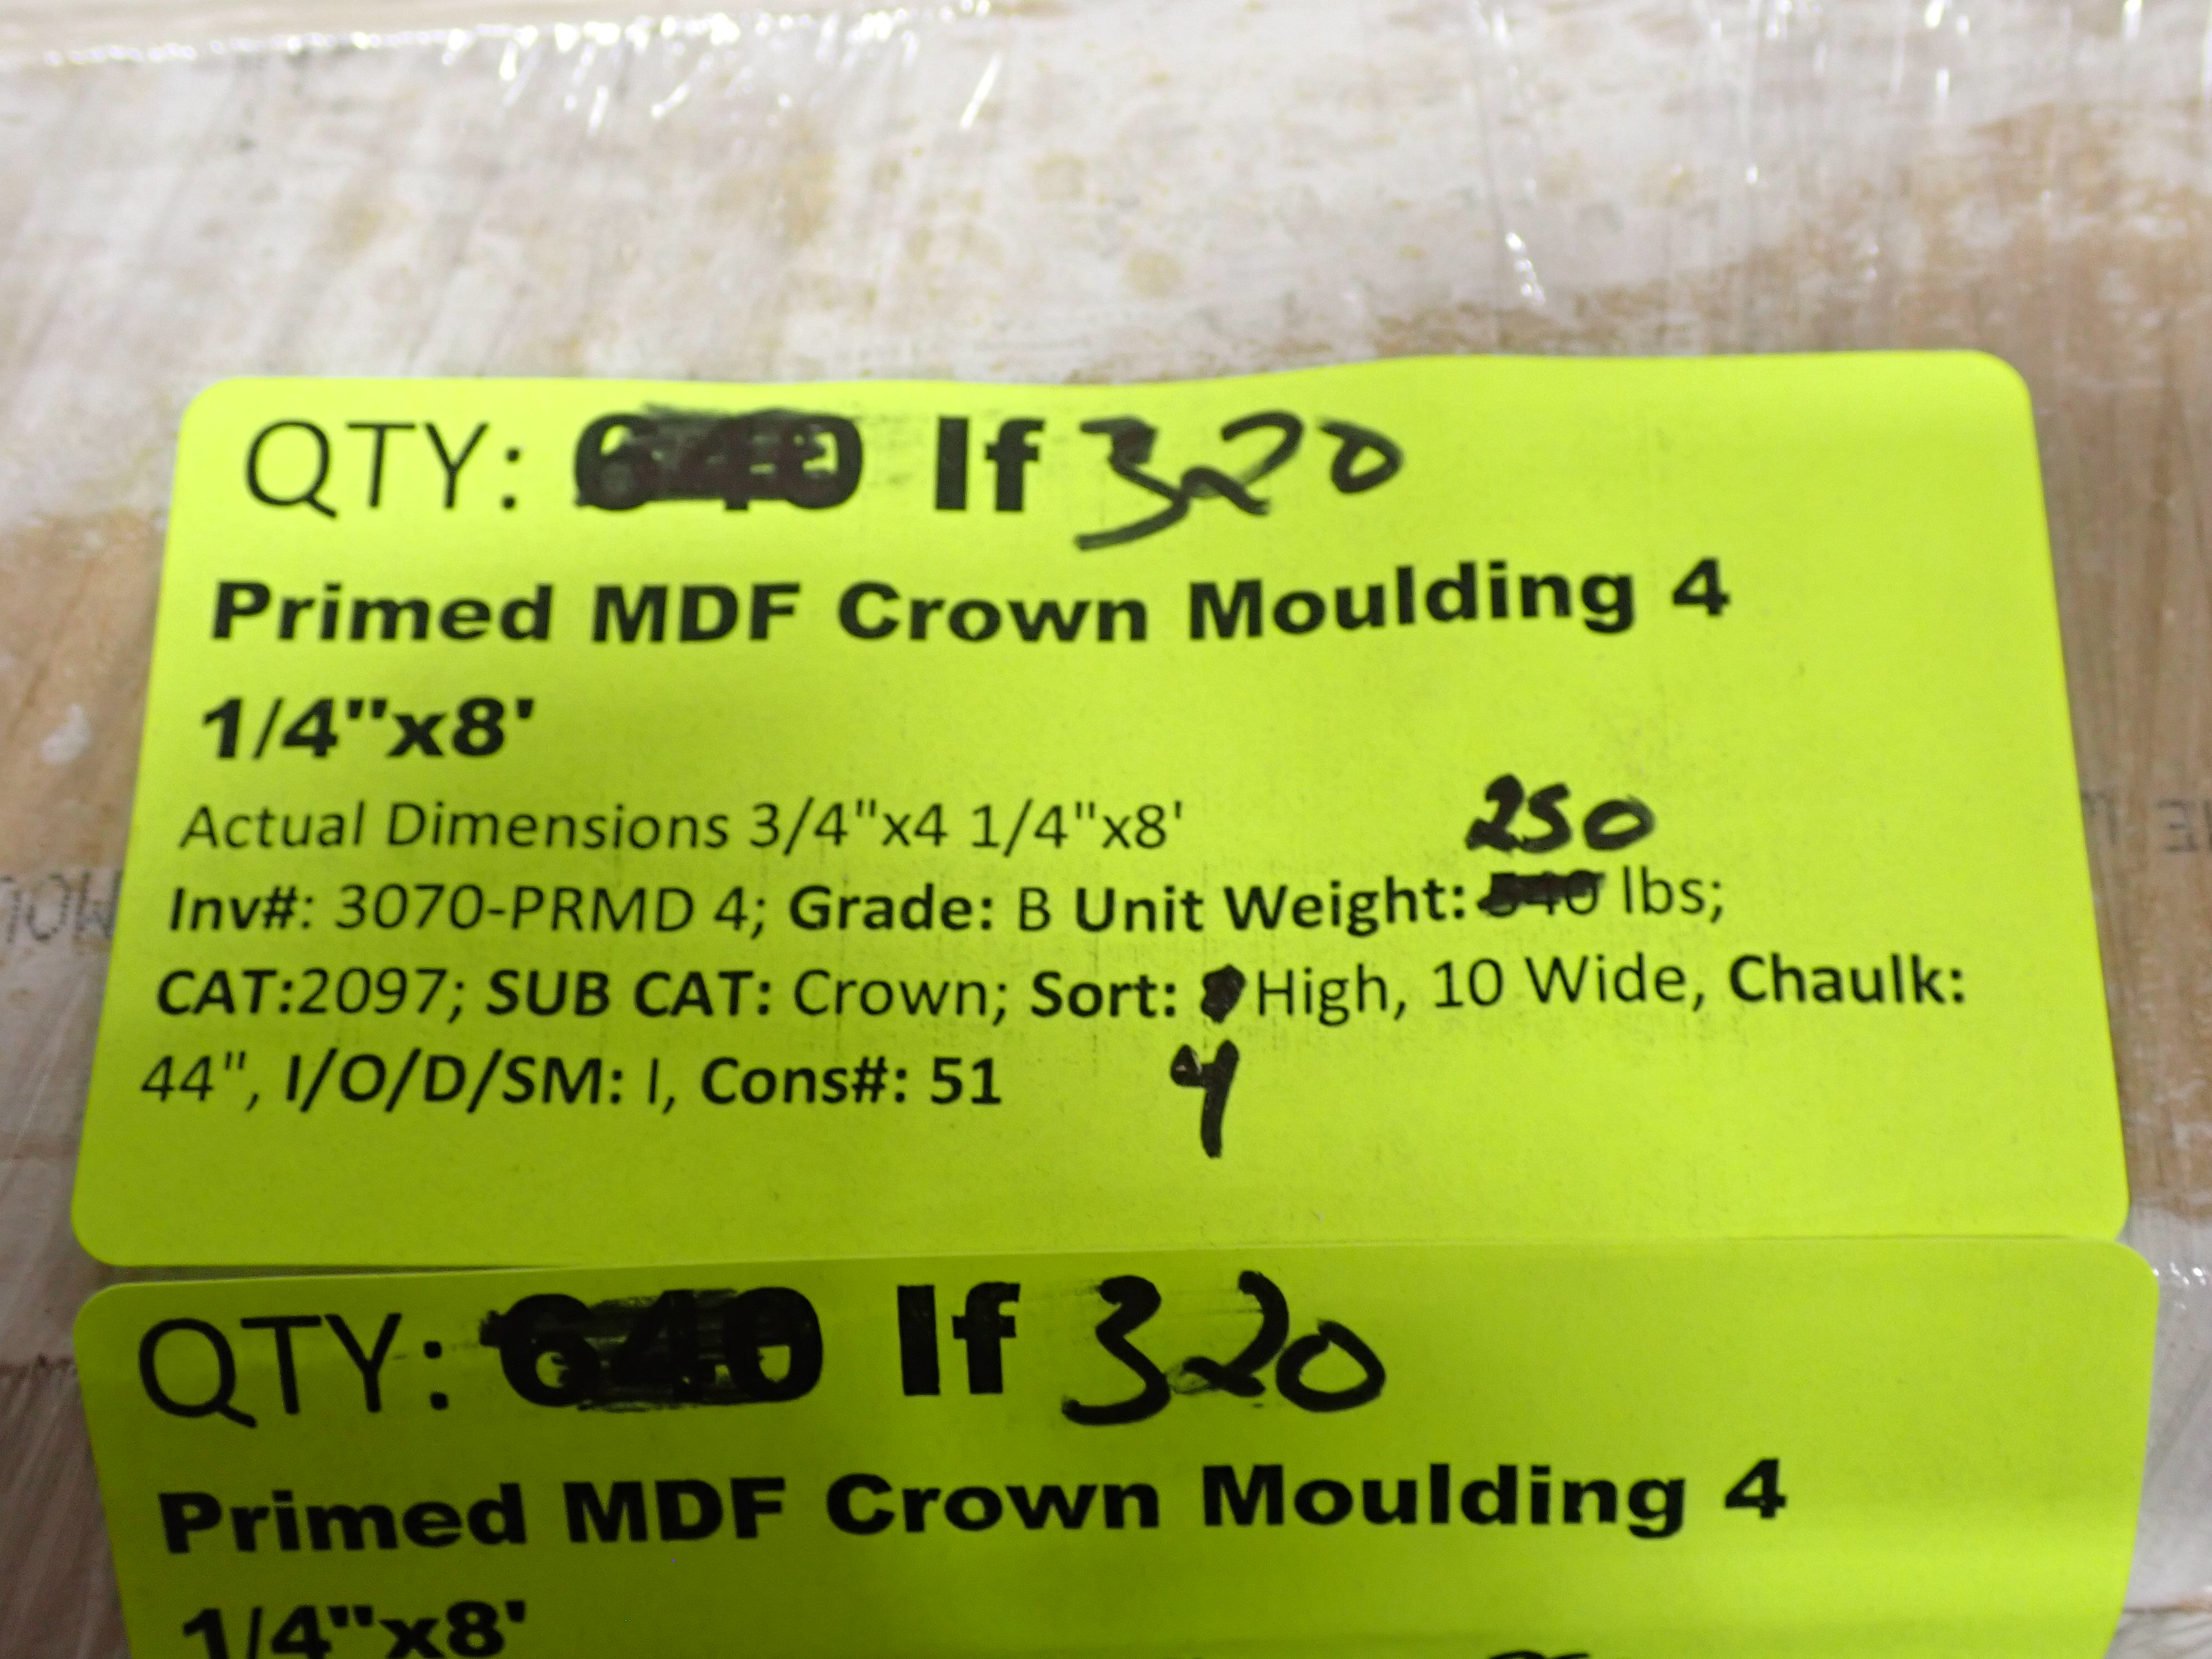 QTY: 640 lf 320
Primed MDF Crown Moulding 4
1/4"x8'
Actual Dimensions 3/4"x4 1/4"x8'
250
Inv#: 3070-PRMD 4; Grade: B Unit Weight: 540 lbs;
CAT:2097; SUB CAT: Crown; Sort: High, 10 Wide, Chaulk:
44", I/O/D/SM: I, Cons#: 51
4
QTY: 640 lf 320
Primed MDF Crown Moulding 4
1/4"x8'